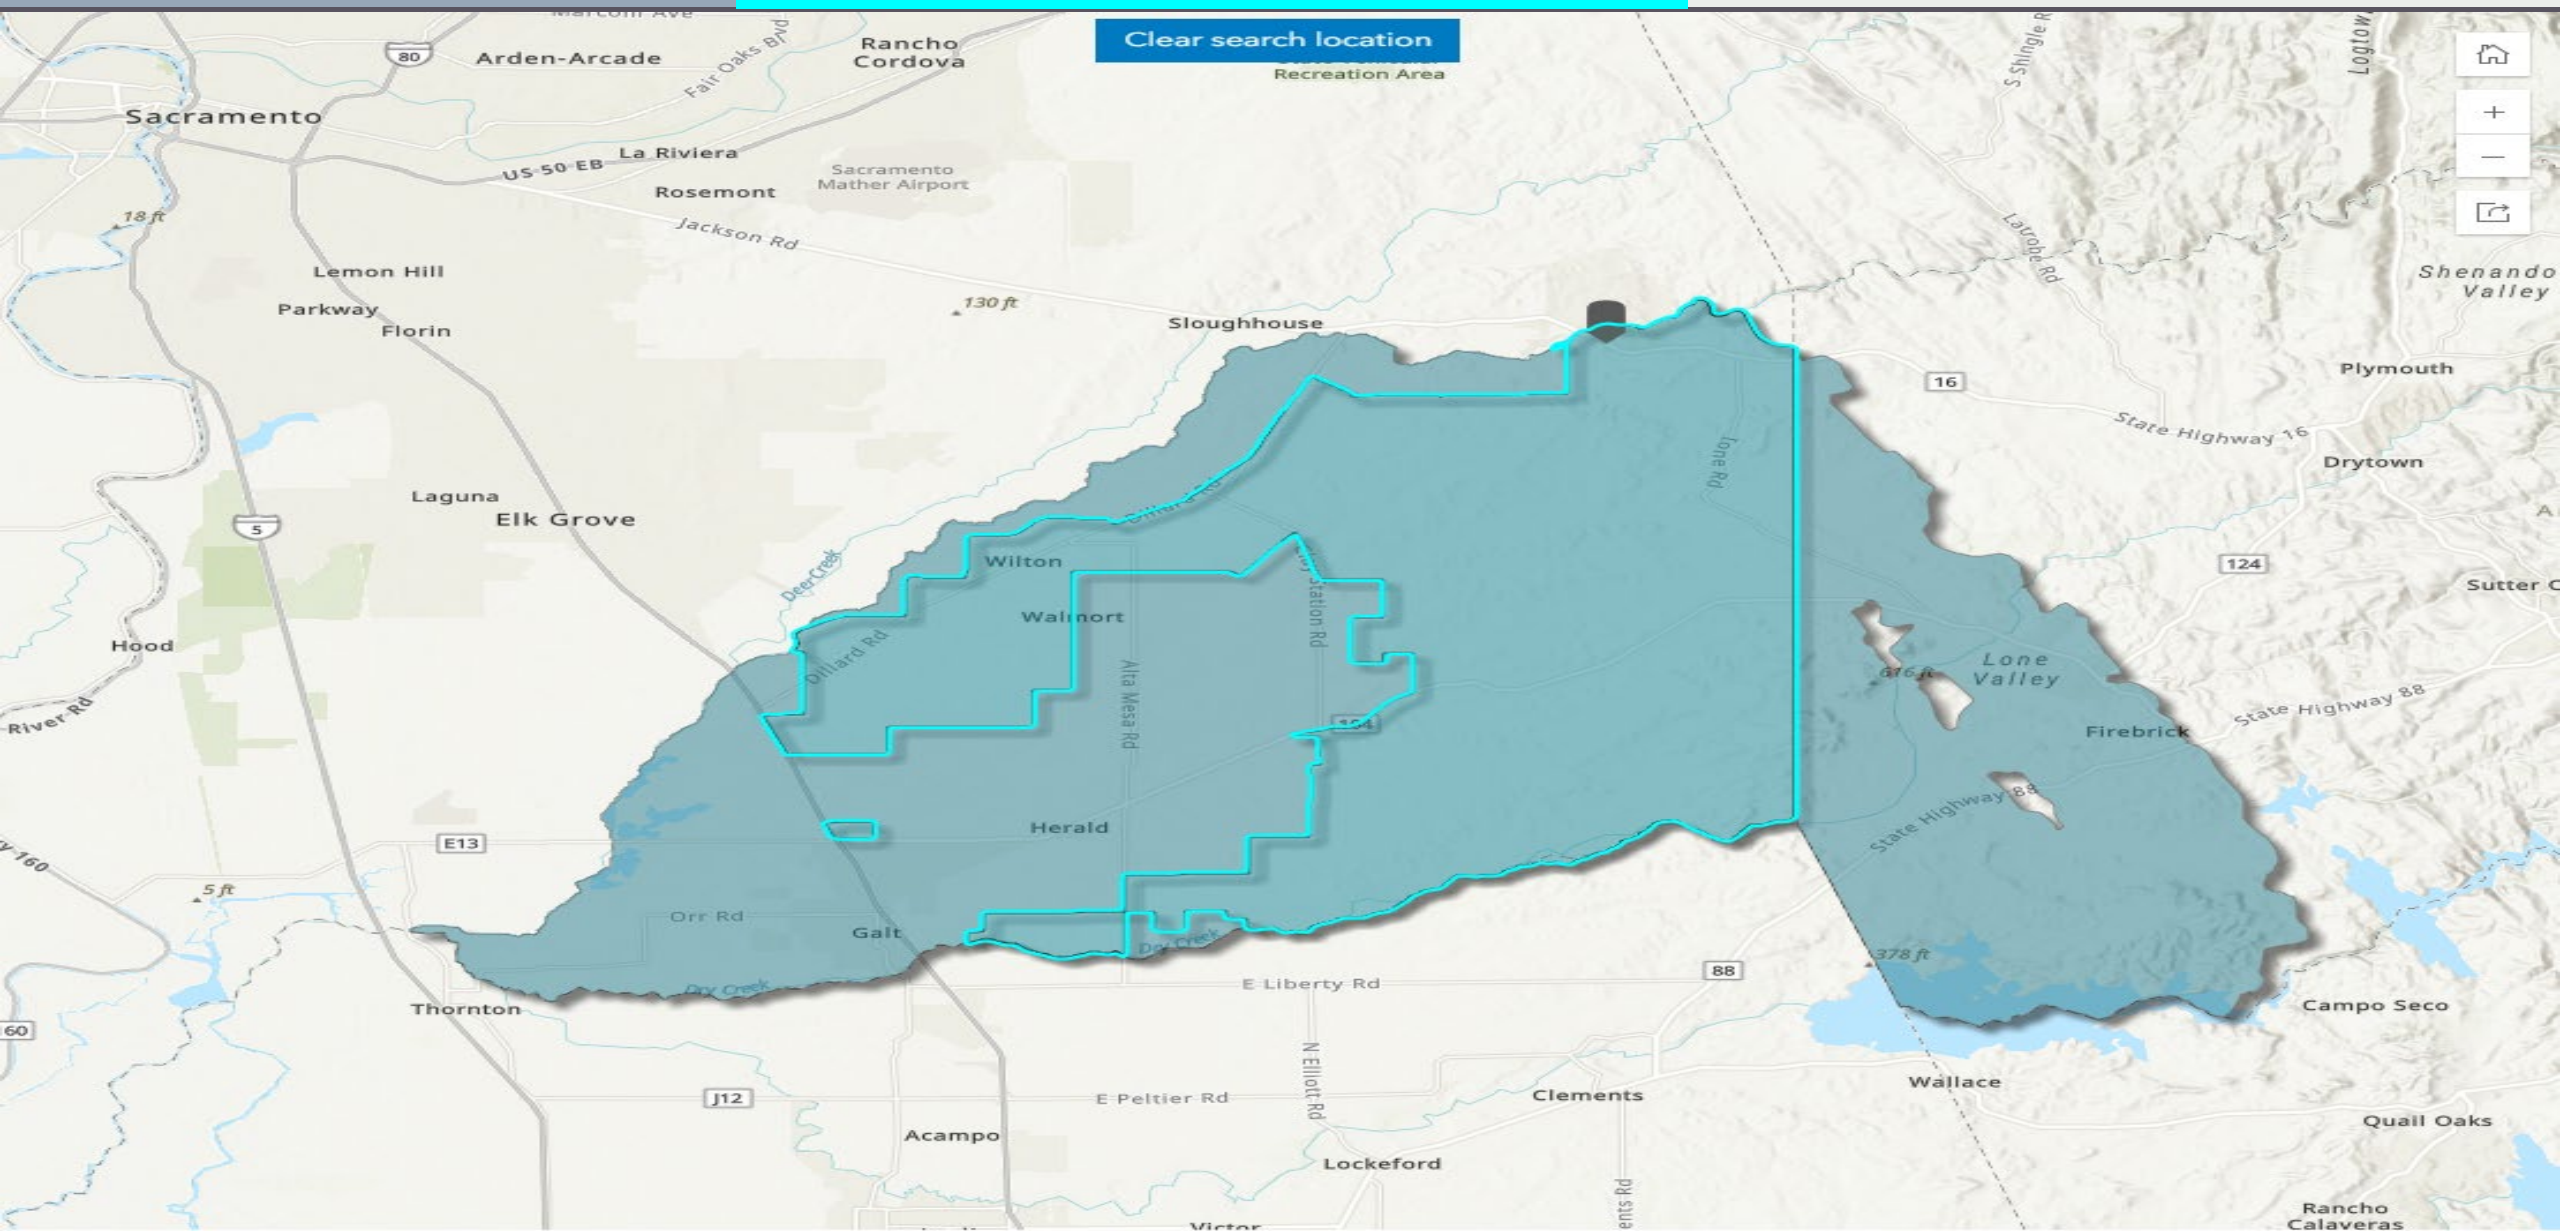 Marconi Ave
Clear search location
80
Arden-Arcade
Fair Oaks Blvd
Rancho
Cordova
Recreation Area
S Shingle R
Logtow
Sacramento
US 50 EB
La Riviera
Rosemont
Sacramento
Mather Airport
Jackson Rd
18 ft
Latrobe Rd
Lemon Hill
Parkway
Florin
130 ft
Sloughhouse
Shenando
Valley
16
Plymouth
State Highway 16
Drytown
Ione Rd
Laguna
Elk Grove
5
Dillard Rd
A
Wilton
Deer Creek
124
Sutter C
Station Rd
Walmort
Hood
Dillard Rd
Alta Mesa Rd
Lone
Valley
616 ft
River Rd
104
State Highway 88
Firebrick
Herald
State Highway 88
E13
y 160
5 ft
Orr Rd
Galt
Dry Creek
378 ft
88
E Liberty Rd
Dry Creek
Thornton
Campo Seco
60
N Elliott Rd
Wallace
J12
E Peltier Rd
Clements
Quail Oaks
Acampo
Lockeford
ents Rd
Rancho
Calaveras
Victor